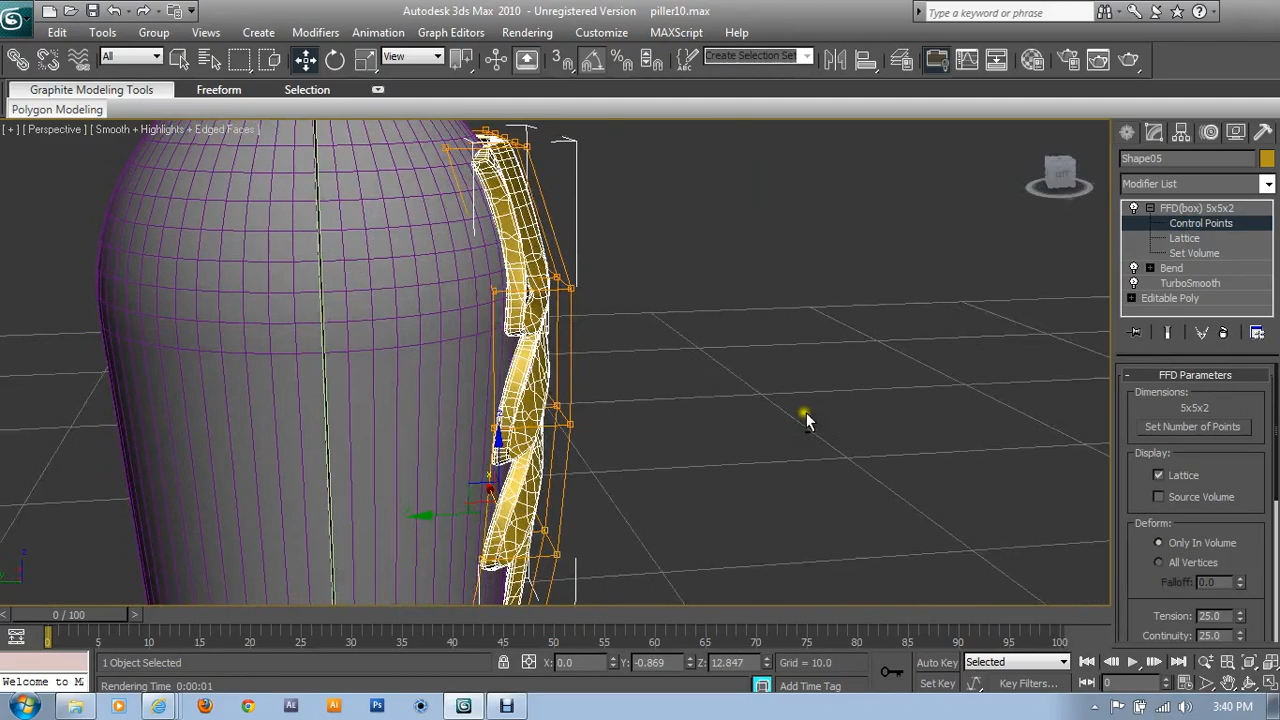 Autodesk 3ds Max 2010 - Unregistered Version piller10.max
Type a keyword or phrase
Edit Tools Group Views Create Modifiers Animation Graph Editors Rendering Customize MAXScript Help
All View Create Selection Set
Graphite Modeling Tools Freeform Selection
Polygon Modeling
[ + ] [ Perspective ] [ Smooth + Highlights + Edged Faces ]
Shape05
Modifier List
FFD(box) 5x5x2
Control Points
Lattice
Set Volume
Bend
TurboSmooth
Editable Poly
FFD Parameters
Dimensions:
5x5x2
Set Number of Points
Display:
Lattice
Source Volume
Deform:
Only In Volume
All Vertices
Falloff: 0.0
Tension: 25.0
Continuity: 25.0
0 / 100
0 5 10 15 20 25 30 35 40 45 50 55 60 65 70 75 80 85 90 95 100
1 Object Selected X: 0.0 Y: -0.869 Z: 12.847 Grid = 10.0 Auto Key Selected
Welcome to M Rendering Time 0:00:01 Add Time Tag Set Key Key Filters... 0
3:40 PM